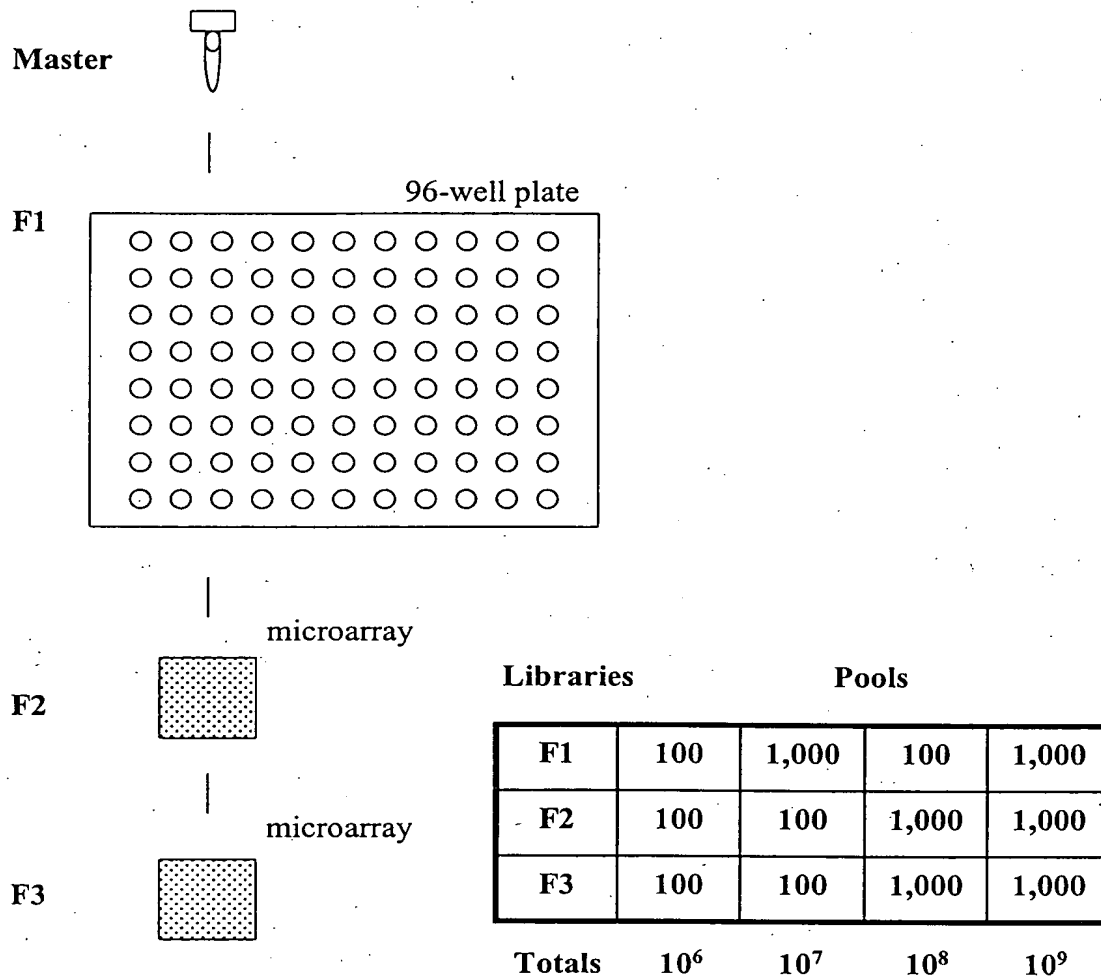 Master
96-well plate
F1
microarray
F2
microarray
F3
Libraries Pools
F1 100 1,000 100 1,000
F2 100 100 1,000 1,000
F3 100 100 1,000 1,000
Totals 10⁶ 10⁷ 10⁸ 10⁹